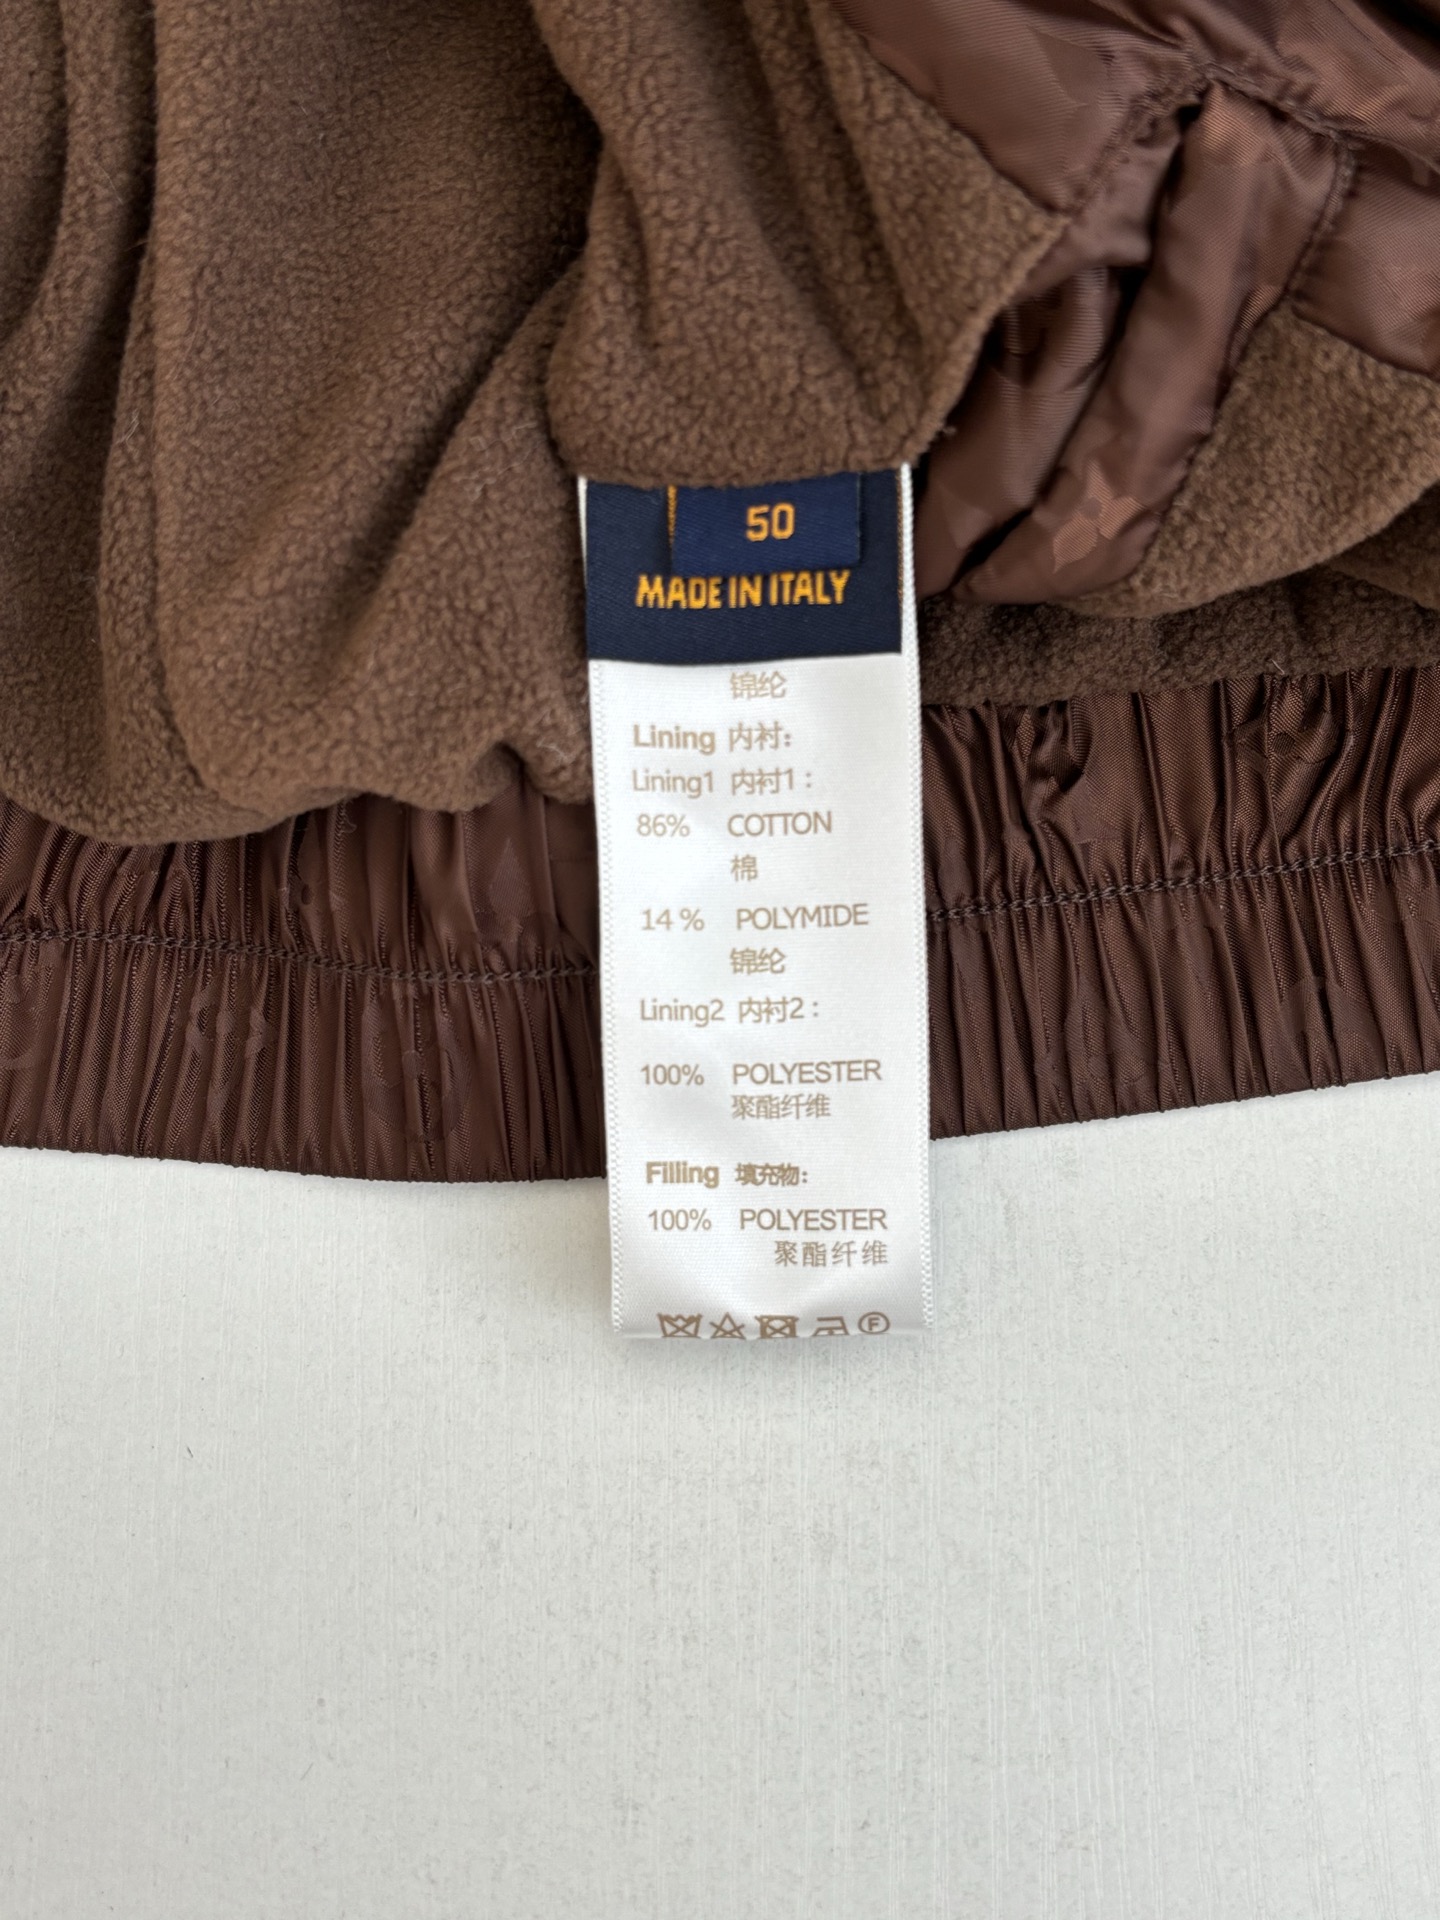 50
MADE IN ITALY
锦纶
Lining 内衬:
Lining1 内衬1:
86% COTTON
棉
14% POLYMIDE
锦纶
Lining2 内衬2:
100% POLYESTER
聚酯纤维
Filling 填充物:
100% POLYESTER
聚酯纤维
F